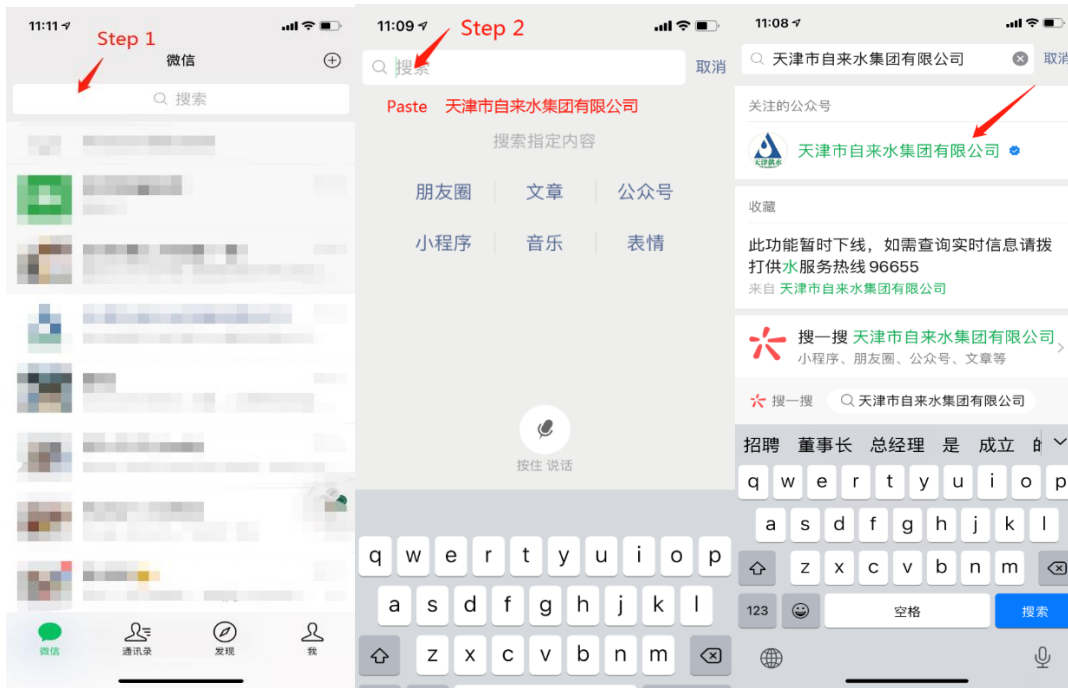 11:11
Step 1
微信
搜索
微信
通讯录
发现
我
11:09
Step 2
搜索
取消
Paste 天津市自来水集团有限公司
搜索指定内容
朋友圈 文章 公众号
小程序 音乐 表情
按住 说话
q w e r t y u i o p
a s d f g h j k l
z x c v b n m
11:08
天津市自来水集团有限公司
取消
关注的公众号
天津供水
天津市自来水集团有限公司
收藏
此功能暂时下线，如需查询实时信息请拨
打供水服务热线 96655
来自 天津市自来水集团有限公司
搜一搜 天津市自来水集团有限公司
小程序、朋友圈、公众号、文章等
搜一搜 天津市自来水集团有限公司
招聘 董事长 总经理 是 成立 的
q w e r t y u i o p
a s d f g h j k l
z x c v b n m
123 空格 搜索